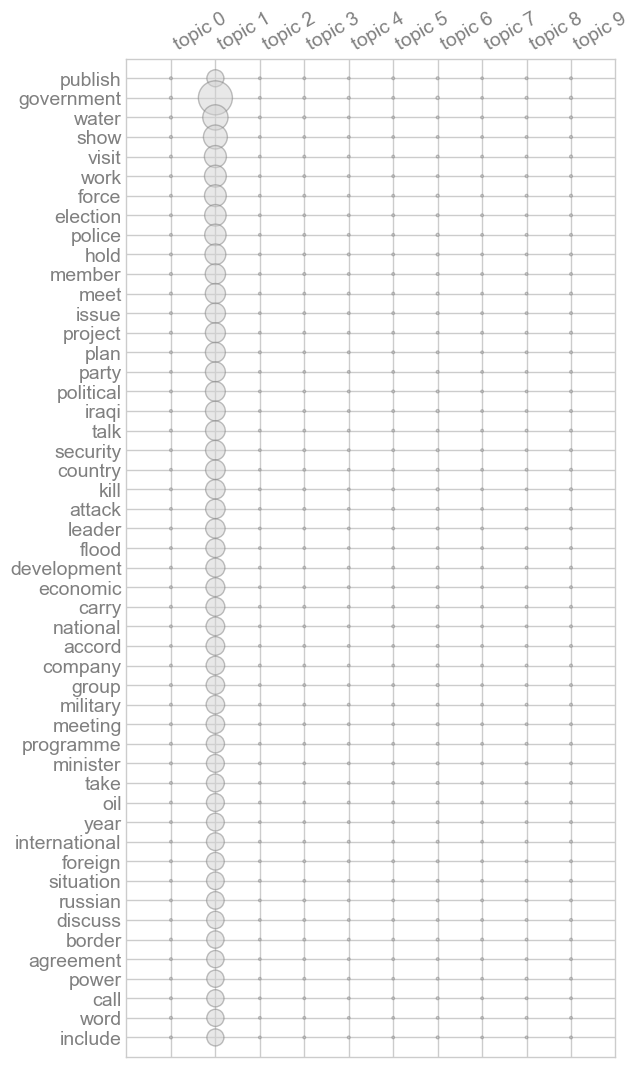 topic 0 topic 1 topic 2 topic 3 topic 4 topic 5 topic 6 topic 7 topic 8 topic 9
publish
government
water
show
visit
work
force
election
police
hold
member
meet
issue
project
plan
party
political
iraqi
talk
security
country
kill
attack
leader
flood
development
economic
carry
national
accord
company
group
military
meeting
programme
minister
take
oil
year
international
foreign
situation
russian
discuss
border
agreement
power
call
word
include